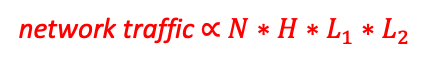 network traffic ∝ N * H * L₁ * L₂